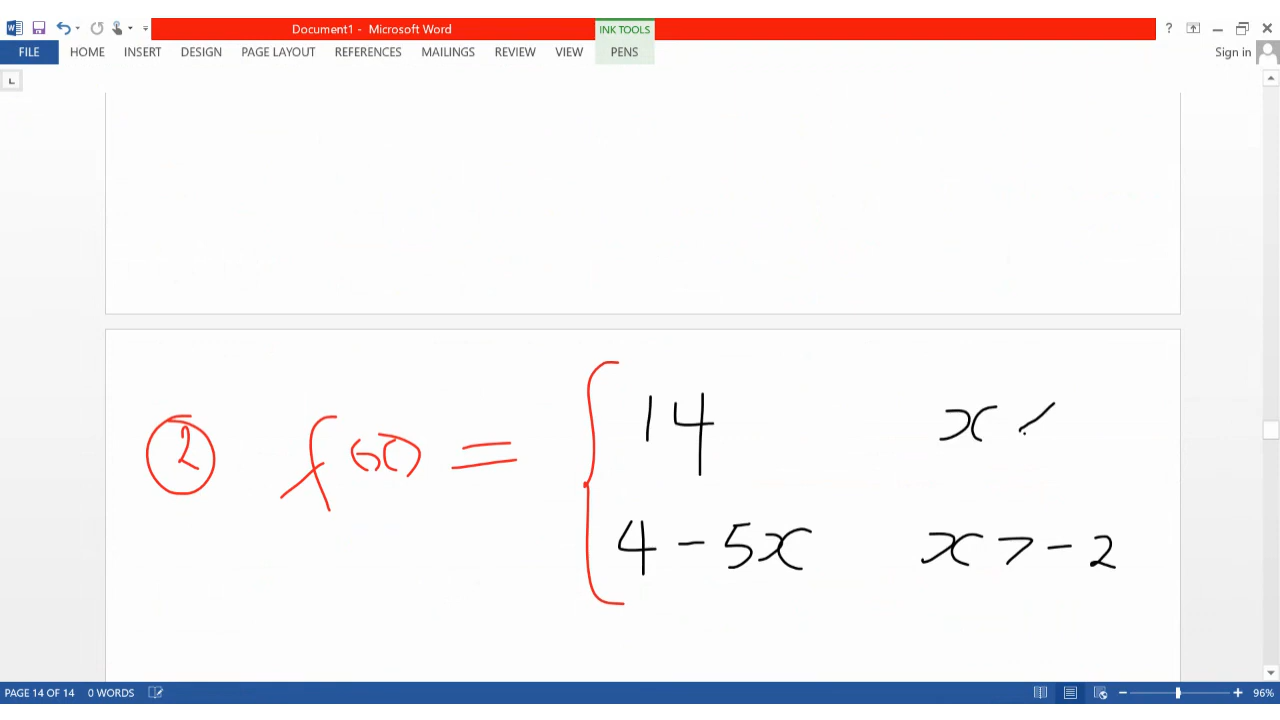 Document1 - Microsoft Word
INK TOOLS
?
FILE HOME INSERT DESIGN PAGE LAYOUT REFERENCES MAILINGS REVIEW VIEW PENS
Sign in
14 x
② f(x) =
4 - 5x x > -2
PAGE 14 OF 14 0 WORDS 96%